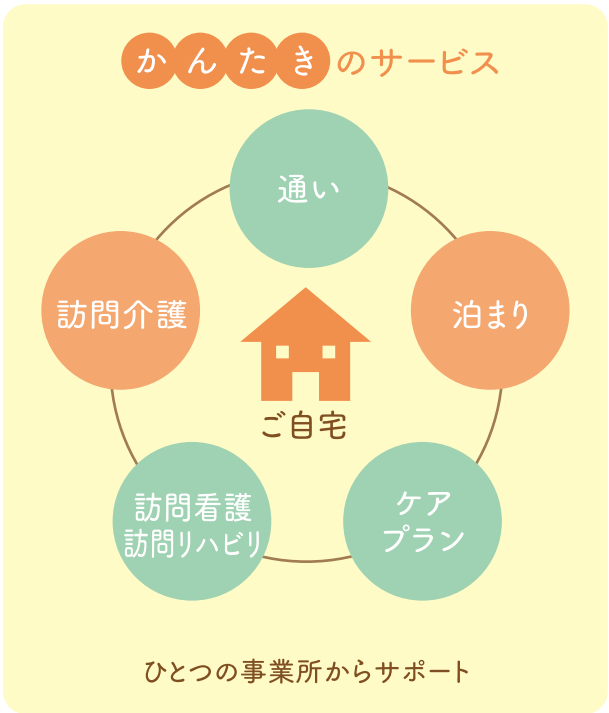 かんたきのサービス
通い
訪問介護
泊まり
ご自宅
訪問看護
訪問リハビリ
ケア
プラン
ひとつの事業所からサポート